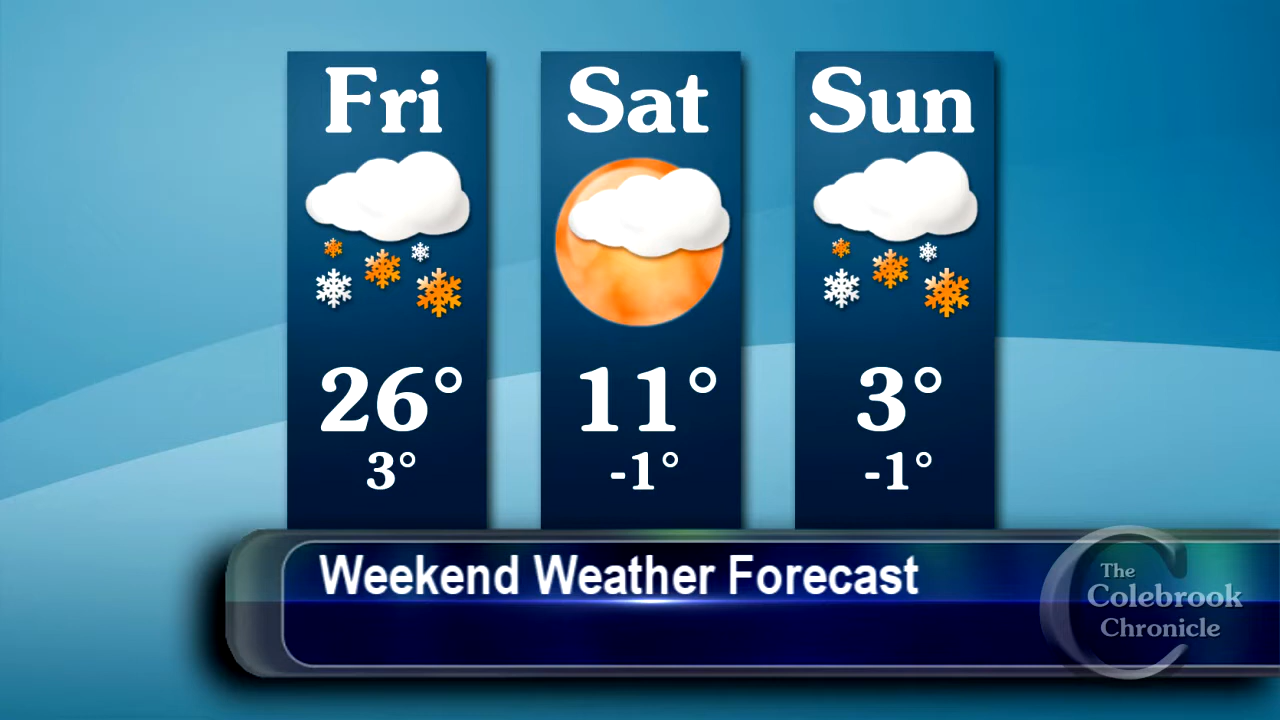 Fri
Sat
Sun
26°
11°
3°
3°
-1°
-1°
Weekend Weather Forecast
The
Colebrook
Chronicle